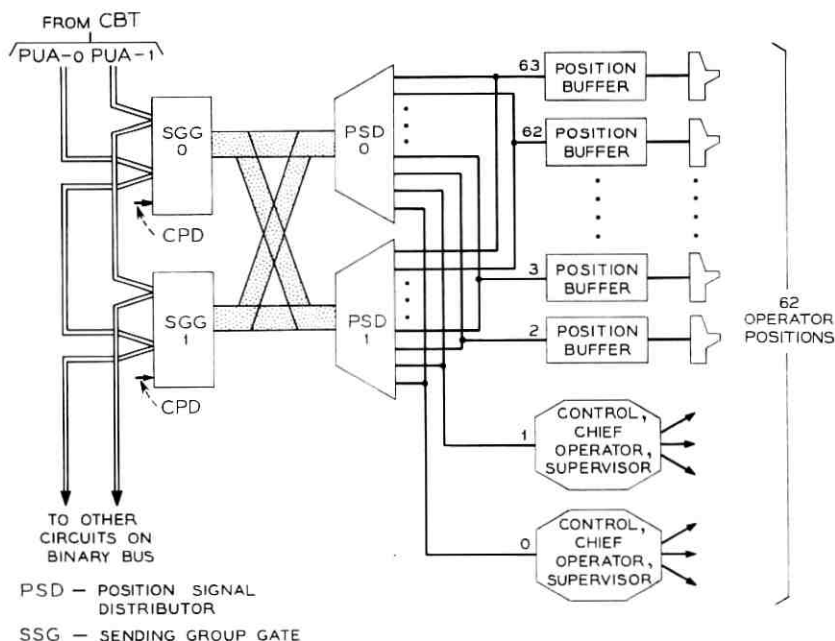 FROM CBT
PUA-0 PUA-1
SGG
0
CPD
SGG
1
CPD
PSD
0
PSD
1
63
POSITION
BUFFER
62
POSITION
BUFFER
3
POSITION
BUFFER
2
POSITION
BUFFER
1
CONTROL,
CHIEF
OPERATOR,
SUPERVISOR
0
CONTROL,
CHIEF
OPERATOR,
SUPERVISOR
62
OPERATOR
POSITIONS
TO OTHER
CIRCUITS ON
BINARY BUS
PSD — POSITION SIGNAL
DISTRIBUTOR
SSG — SENDING GROUP GATE